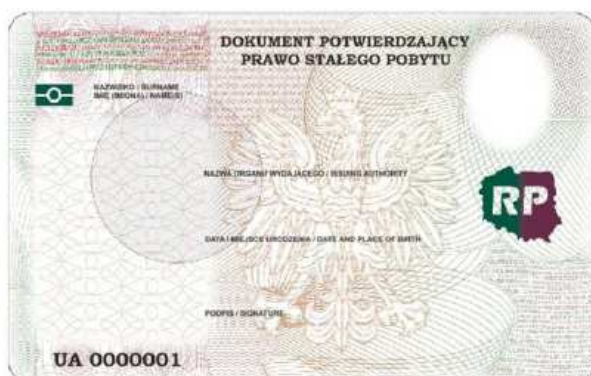 DOKUMENT POTWIERDZAJĄCY
PRAWO STAŁEGO POBYTU
NAZWISKO / SURNAME
IMIĘ (IMIONA) / NAME(S)
NAZWA ORGANU WYDAJĄCEGO / ISSUING AUTHORITY
RP
DATA I MIEJSCE URODZENIA / DATE AND PLACE OF BIRTH
PODPIS / SIGNATURE
UA 0000001